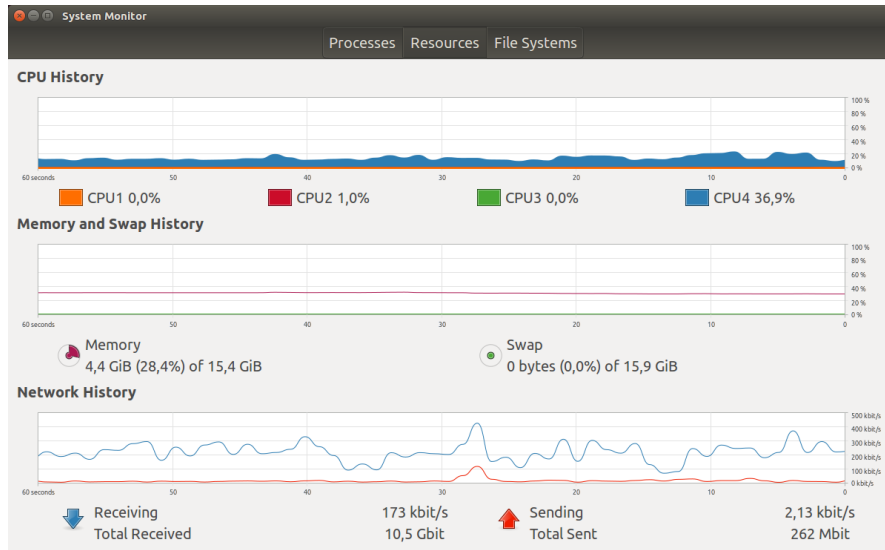 System Monitor
Processes Resources File Systems
CPU History
100 %
80 %
60 %
40 %
20 %
0 %
60 seconds 50 40 30 20 10 0
CPU1 0,0% CPU2 1,0% CPU3 0,0% CPU4 36,9%
Memory and Swap History
100 %
80 %
60 %
40 %
20 %
0 %
60 seconds 50 40 30 20 10 0
Memory Swap
4,4 GiB (28,4%) of 15,4 GiB 0 bytes (0,0%) of 15,9 GiB
Network History
500 kbit/s
400 kbit/s
300 kbit/s
200 kbit/s
100 kbit/s
0 kbit/s
60 seconds 50 40 30 20 10 0
Receiving 173 kbit/s Sending 2,13 kbit/s
Total Received 10,5 Gbit Total Sent 262 Mbit